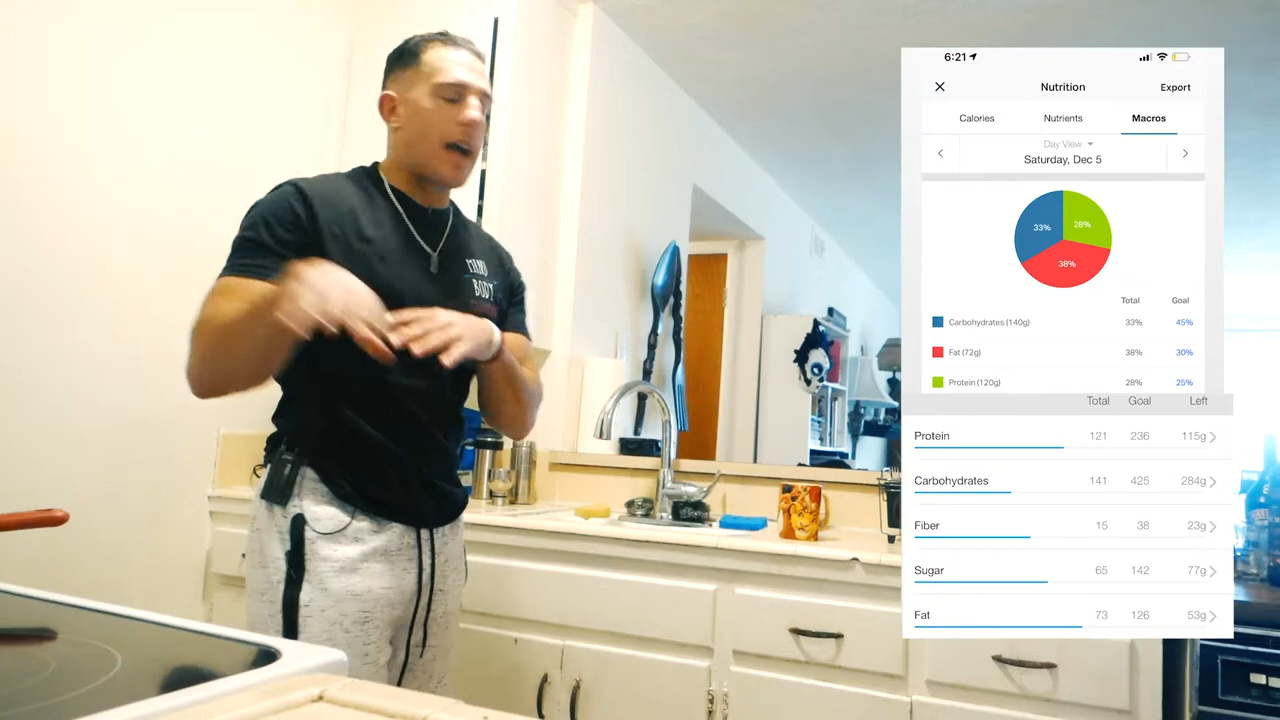 MIND
BODY
6:21
Nutrition
Export
Calories Nutrients Macros
Day View
Saturday, Dec 5
33%
28%
38%
Total Goal
Carbohydrates (140g) 33% 45%
Fat (72g) 38% 30%
Protein (120g) 28% 25%
Total Goal Left
Protein 121 236 115g
Carbohydrates 141 425 284g
Fiber 15 38 23g
Sugar 65 142 77g
Fat 73 126 53g